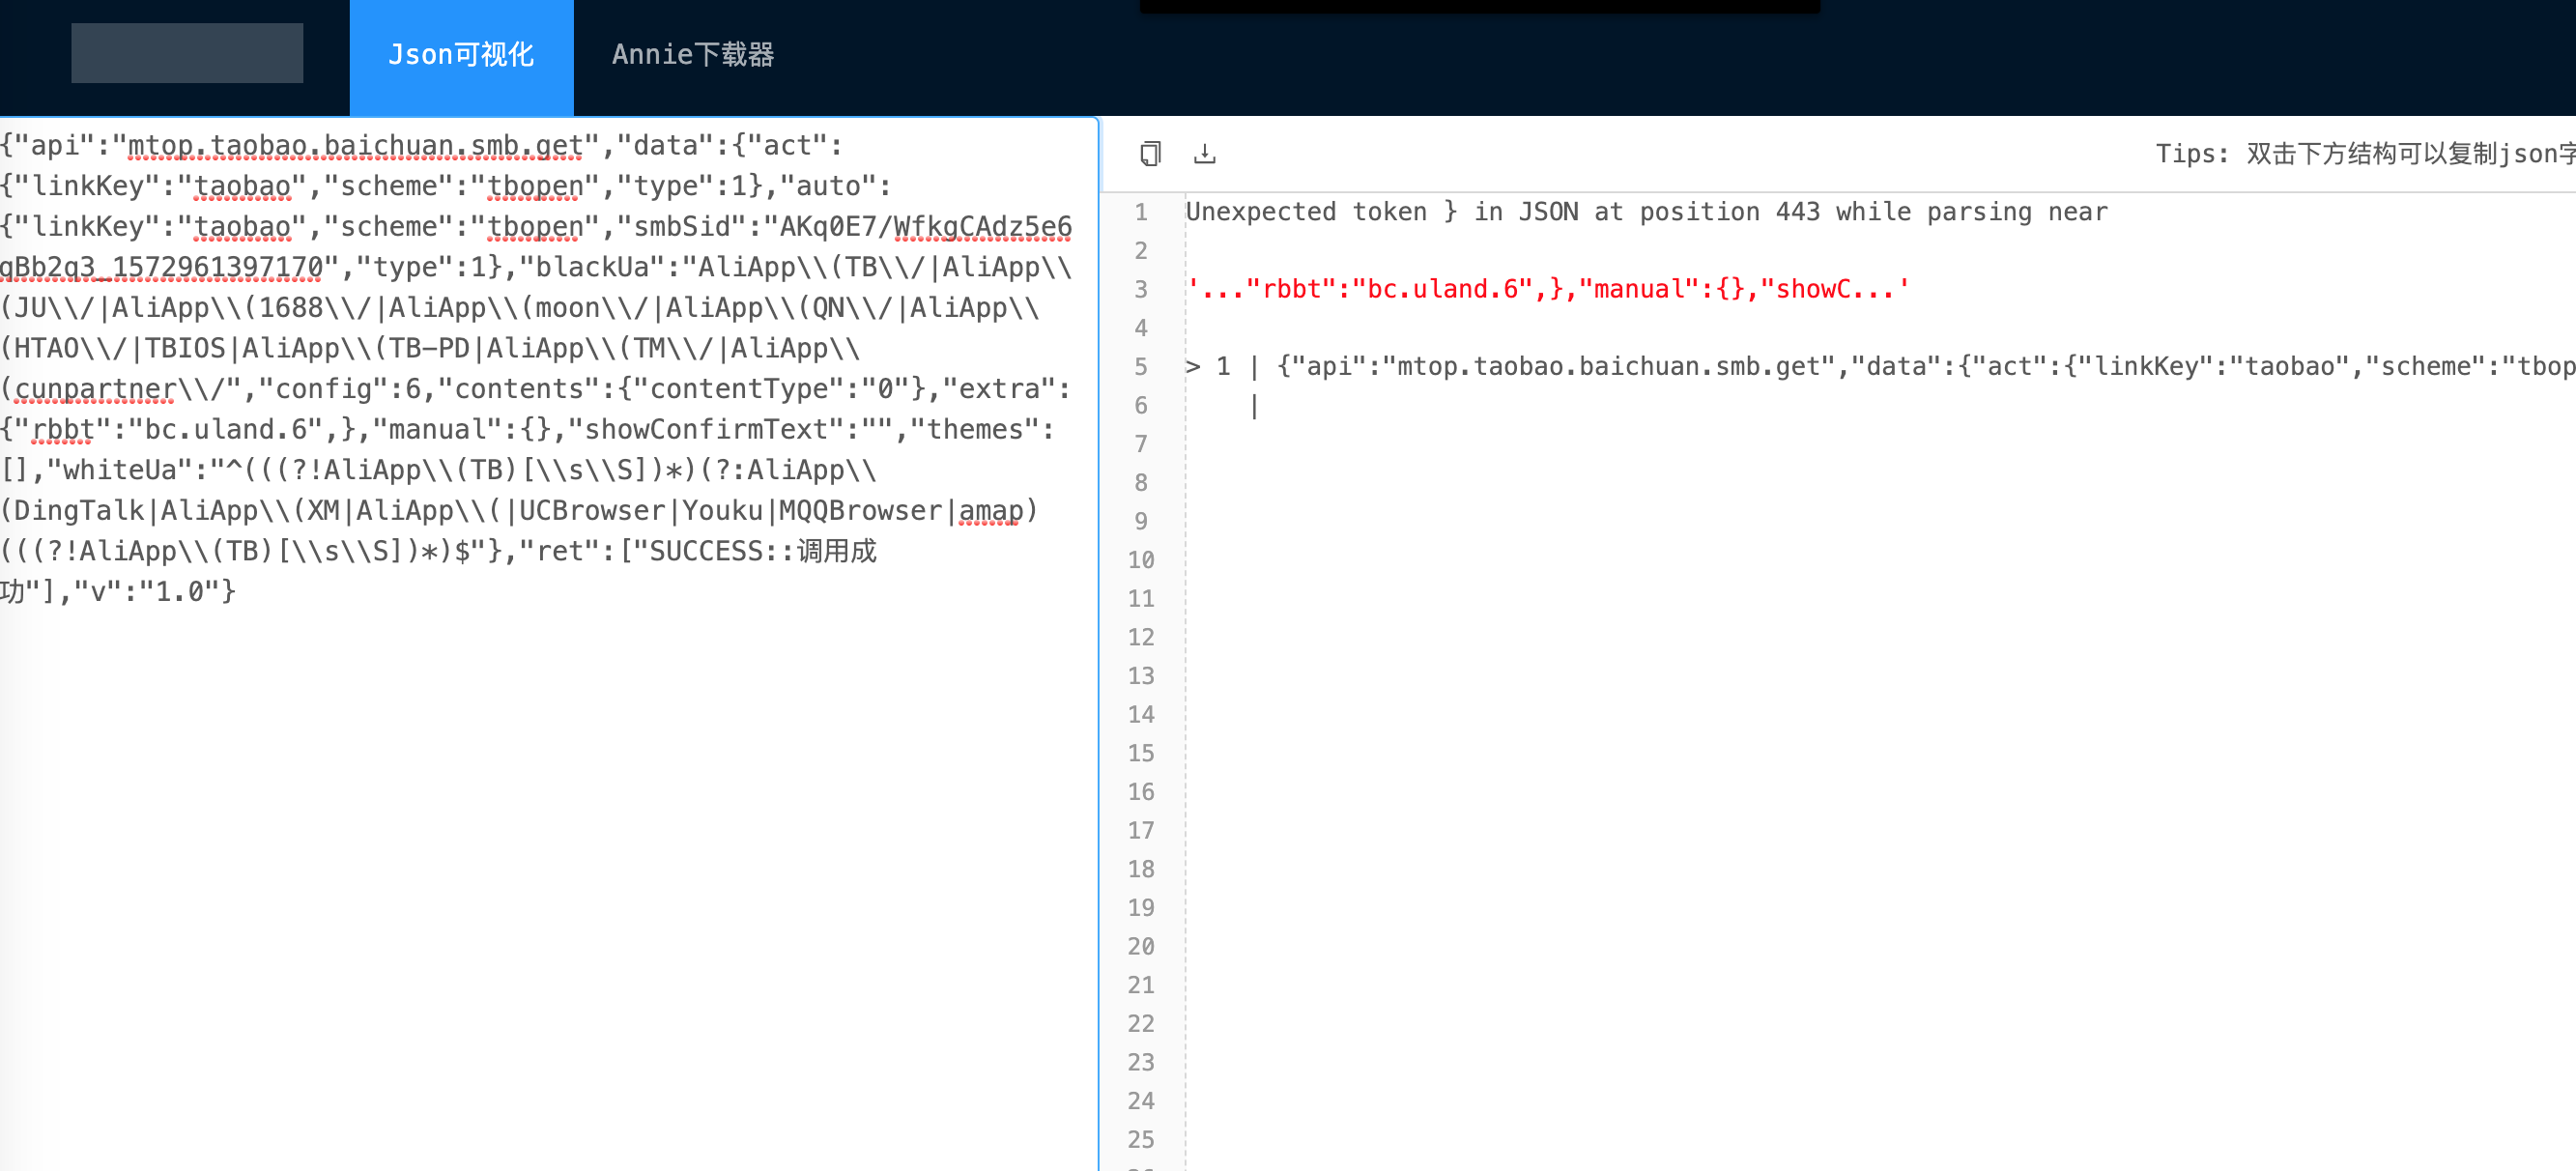 Json可视化
Annie下载器
{"api":"mtop.taobao.baichuan.smb.get","data":{"act":
{"linkKey":"taobao","scheme":"tbopen","type":1},"auto":
{"linkKey":"taobao","scheme":"tbopen","smbSid":"AKq0E7/WfkgCAdz5e6
qBb2q3_1572961397170","type":1},"blackUa":"AliApp\\(TB\\/|AliApp\\
(JU\\/|AliApp\\(1688\\/|AliApp\\(moon\\/|AliApp\\(QN\\/|AliApp\\
(HTAO\\/|TBIOS|AliApp\\(TB-PD|AliApp\\(TM\\/|AliApp\\
(cunpartner\\/","config":6,"contents":{"contentType":"0"},"extra":
{"rbbt":"bc.uland.6",},"manual":{},"showConfirmText":"","themes":
[],"whiteUa":"^(((?!AliApp\\(TB)[\\s\\S])*)(?:AliApp\\
(DingTalk|AliApp\\(XM|AliApp\\(|UCBrowser|Youku|MQQBrowser|amap)
(((?!AliApp\\(TB)[\\s\\S])*)$"},"ret":["SUCCESS::调用成
功"],"v":"1.0"}
Tips: 双击下方结构可以复制json字
1 Unexpected token } in JSON at position 443 while parsing near
2
3 '..."rbbt":"bc.uland.6",},"manual":{},"showC...'
4
5 > 1 | {"api":"mtop.taobao.baichuan.smb.get","data":{"act":{"linkKey":"taobao","scheme":"tbop
6 |
7
8
9
10
11
12
13
14
15
16
17
18
19
20
21
22
23
24
25